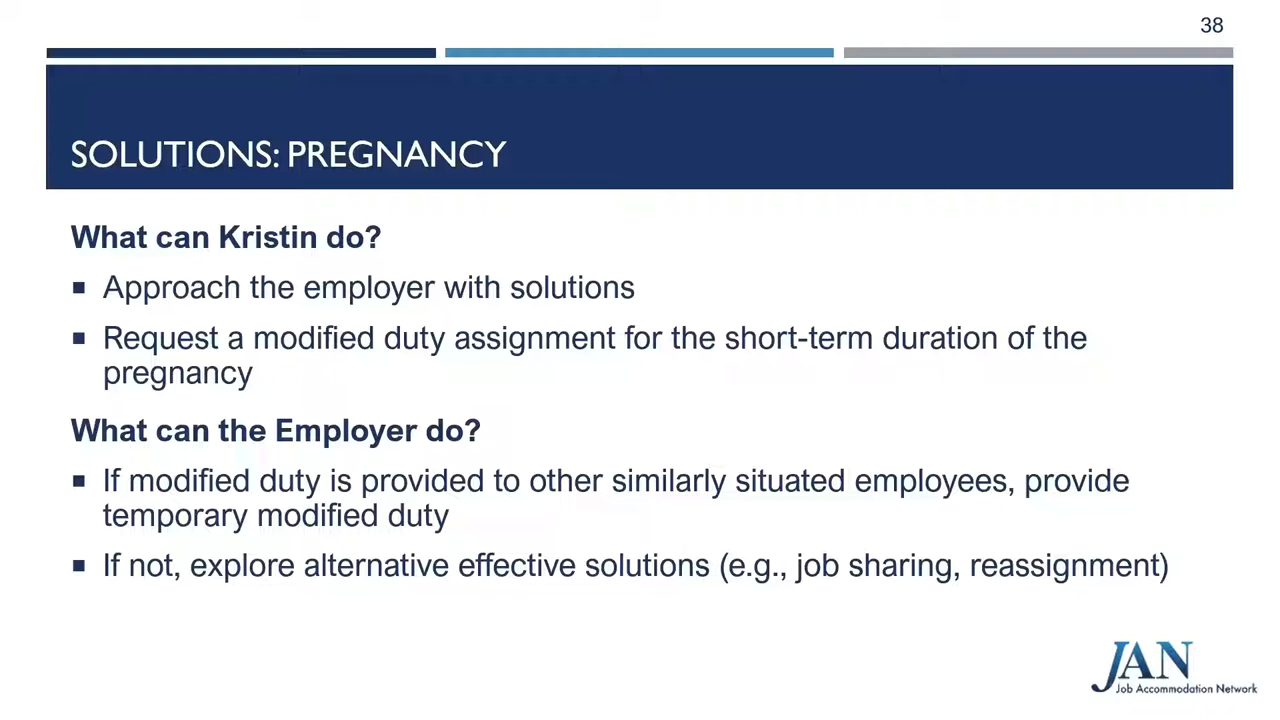 38
SOLUTIONS: PREGNANCY
What can Kristin do?
▪ Approach the employer with solutions
▪ Request a modified duty assignment for the short-term duration of the
pregnancy
What can the Employer do?
▪ If modified duty is provided to other similarly situated employees, provide
temporary modified duty
▪ If not, explore alternative effective solutions (e.g., job sharing, reassignment)
JAN
Job Accommodation Network